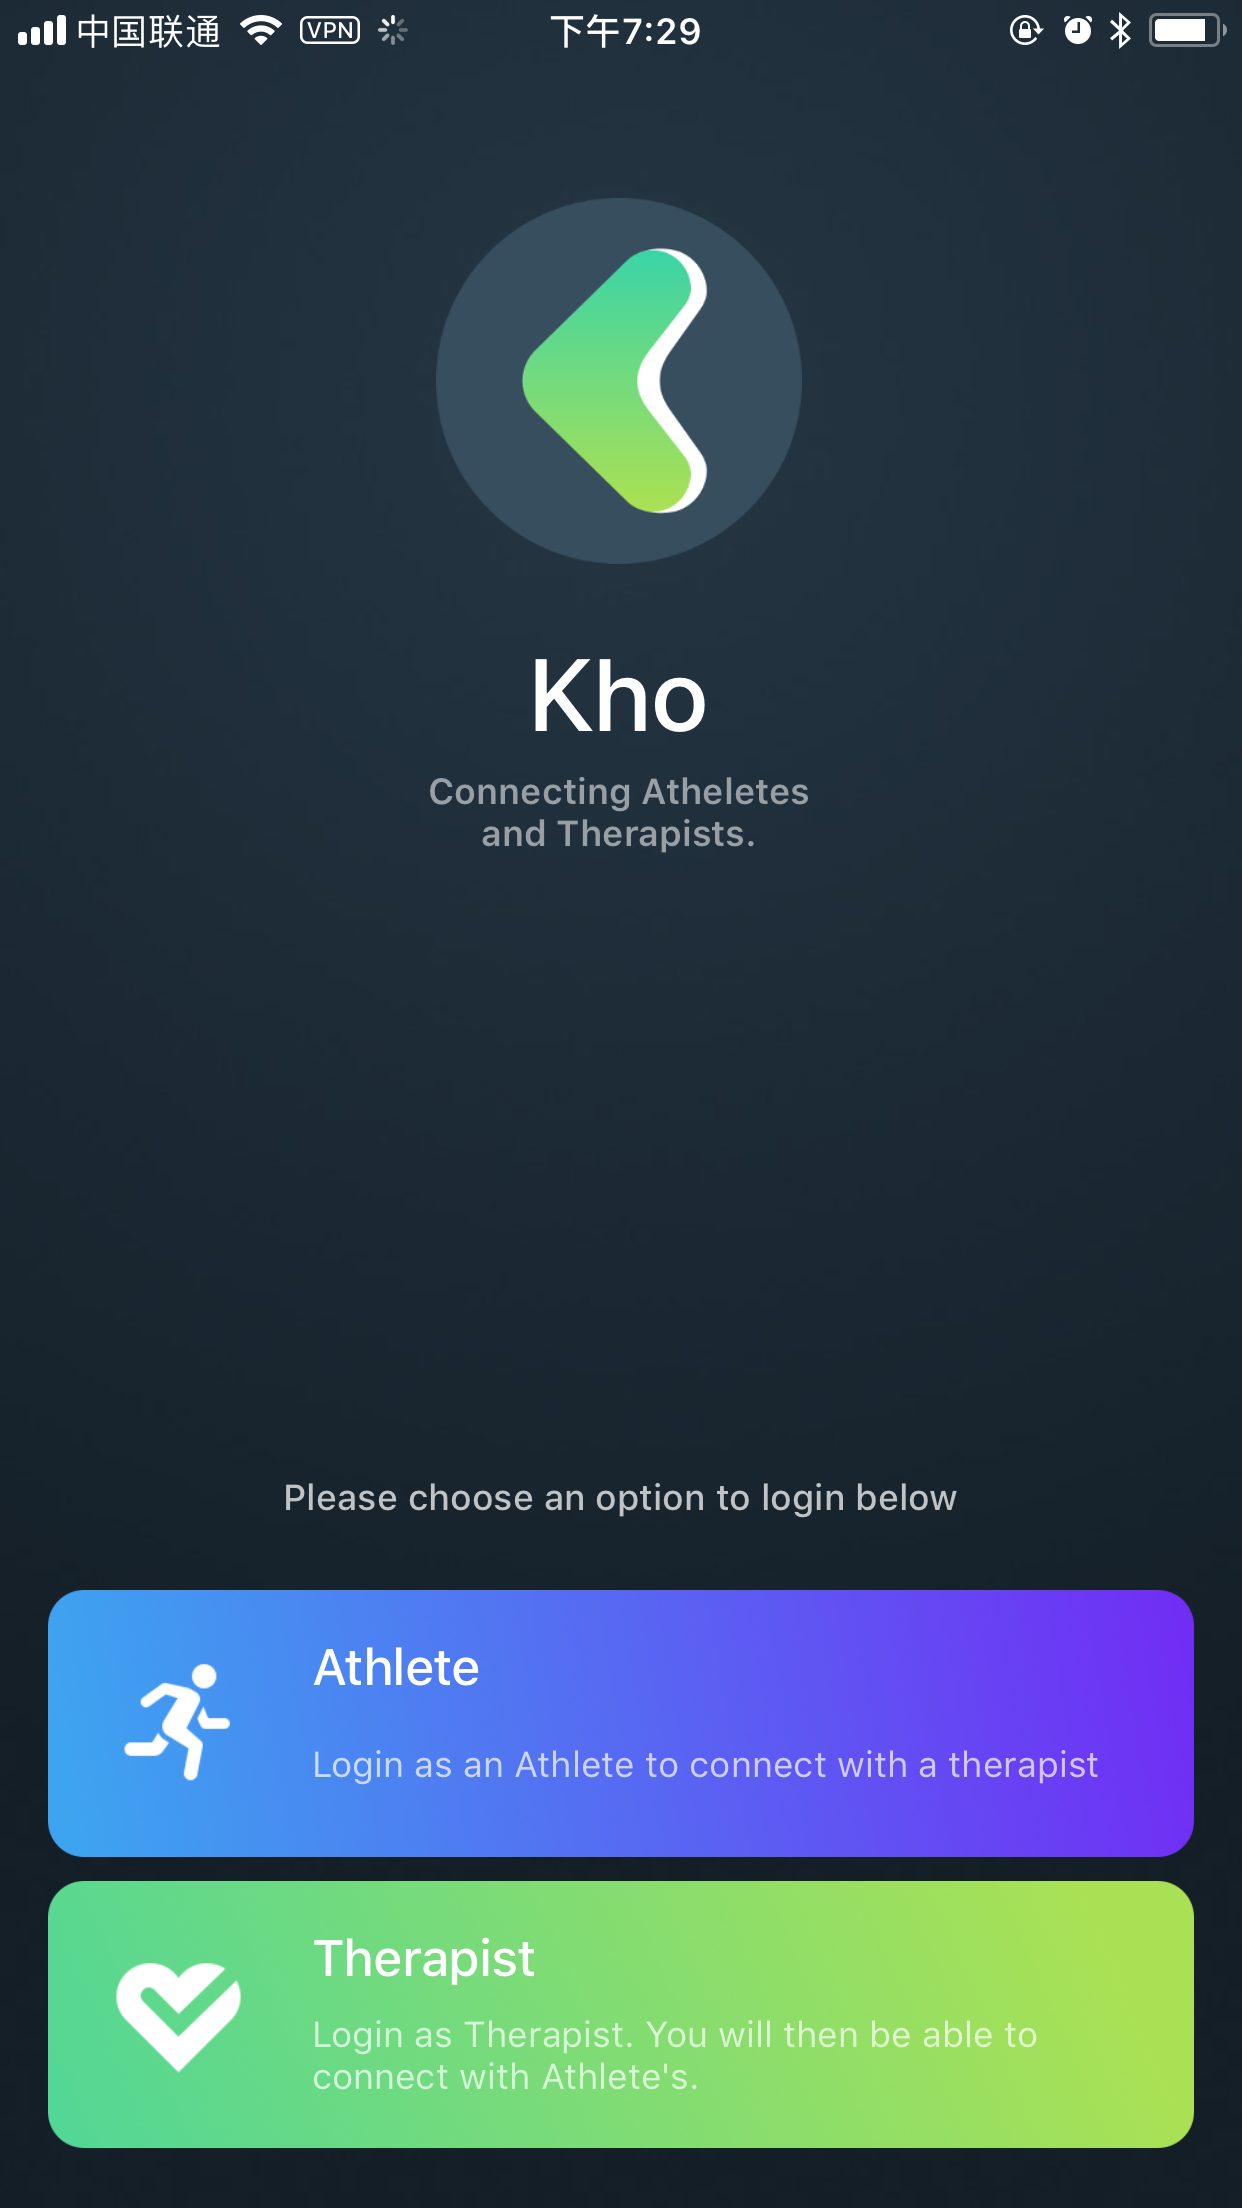 中国联通 VPN 下午7:29
Kho
Connecting Atheletes
and Therapists.
Please choose an option to login below
Athlete
Login as an Athlete to connect with a therapist
Therapist
Login as Therapist. You will then be able to
connect with Athlete's.